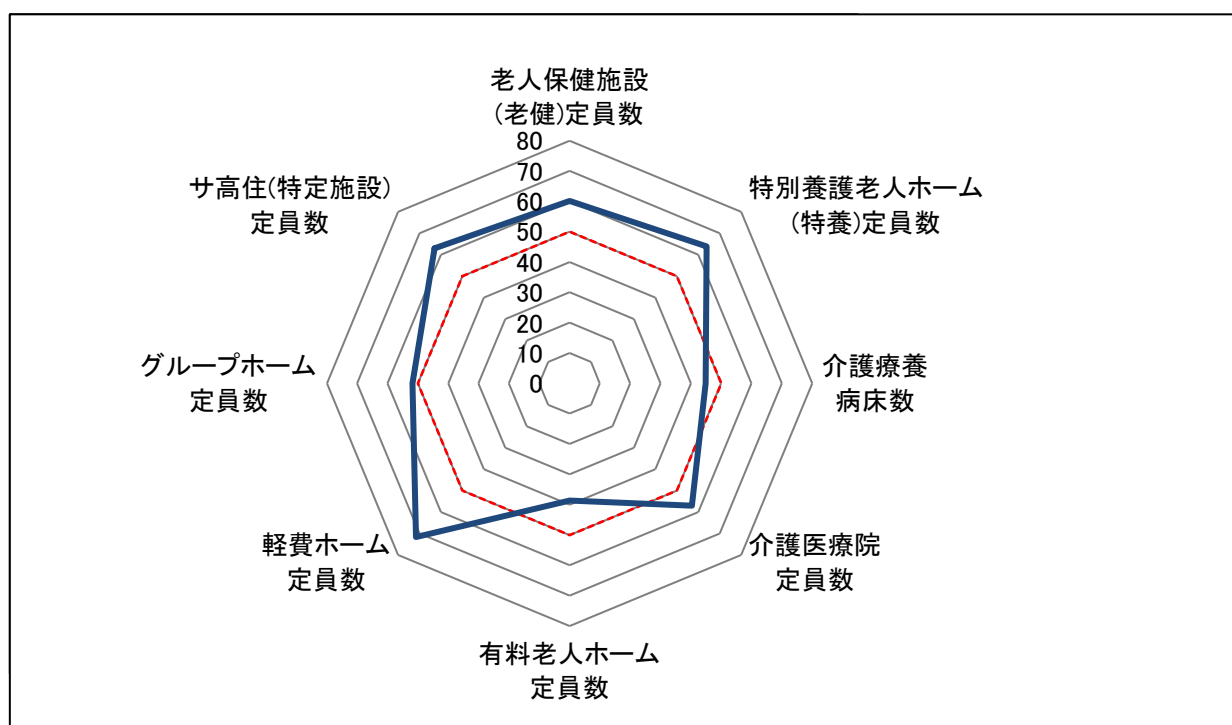 老人保健施設
(老健)定員数
80
70
60
50
40
30
20
10
0
特別養護老人ホーム
(特養)定員数
介護療養
病床数
介護医療院
定員数
有料老人ホーム
定員数
軽費ホーム
定員数
グループホーム
定員数
サ高住(特定施設)
定員数